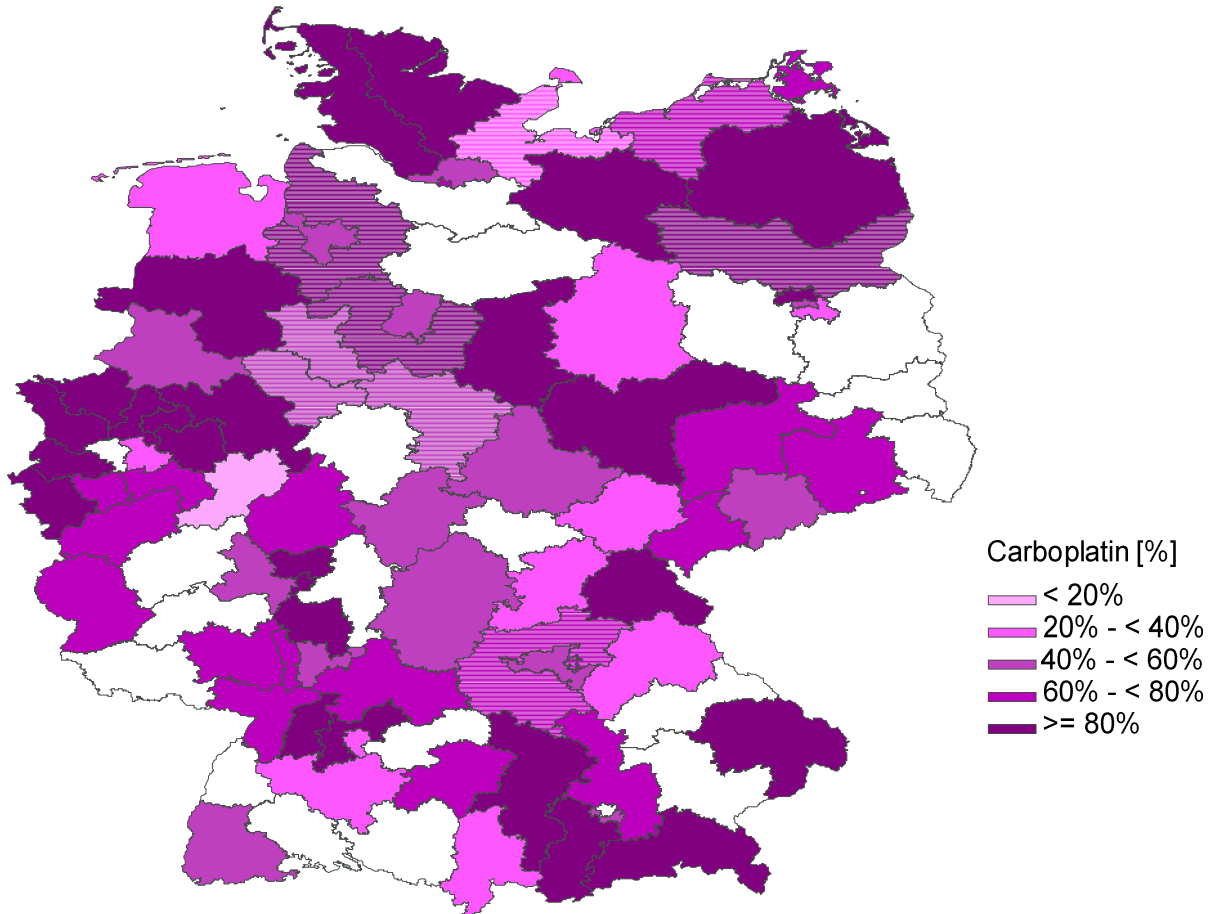 Carboplatin [%]
< 20%
20% - < 40%
40% - < 60%
60% - < 80%
>= 80%